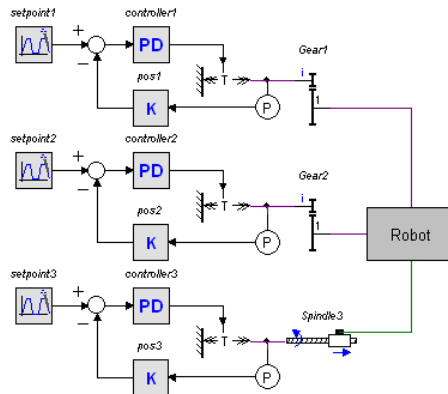 setpoint1 controller1
+ PD Gear1
− pos1 T i
K P 1
setpoint2 controller2
+ PD Gear2
− pos2 T i
K P 1
Robot
setpoint3 controller3
+ PD Spindle3
− pos3 T
K P